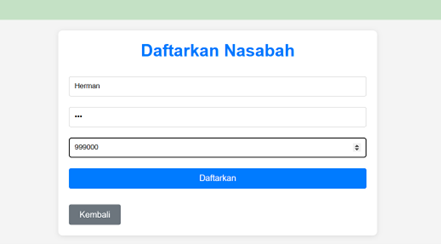 Daftarkan Nasabah
Herman
•••
999000
Daftarkan
Kembali